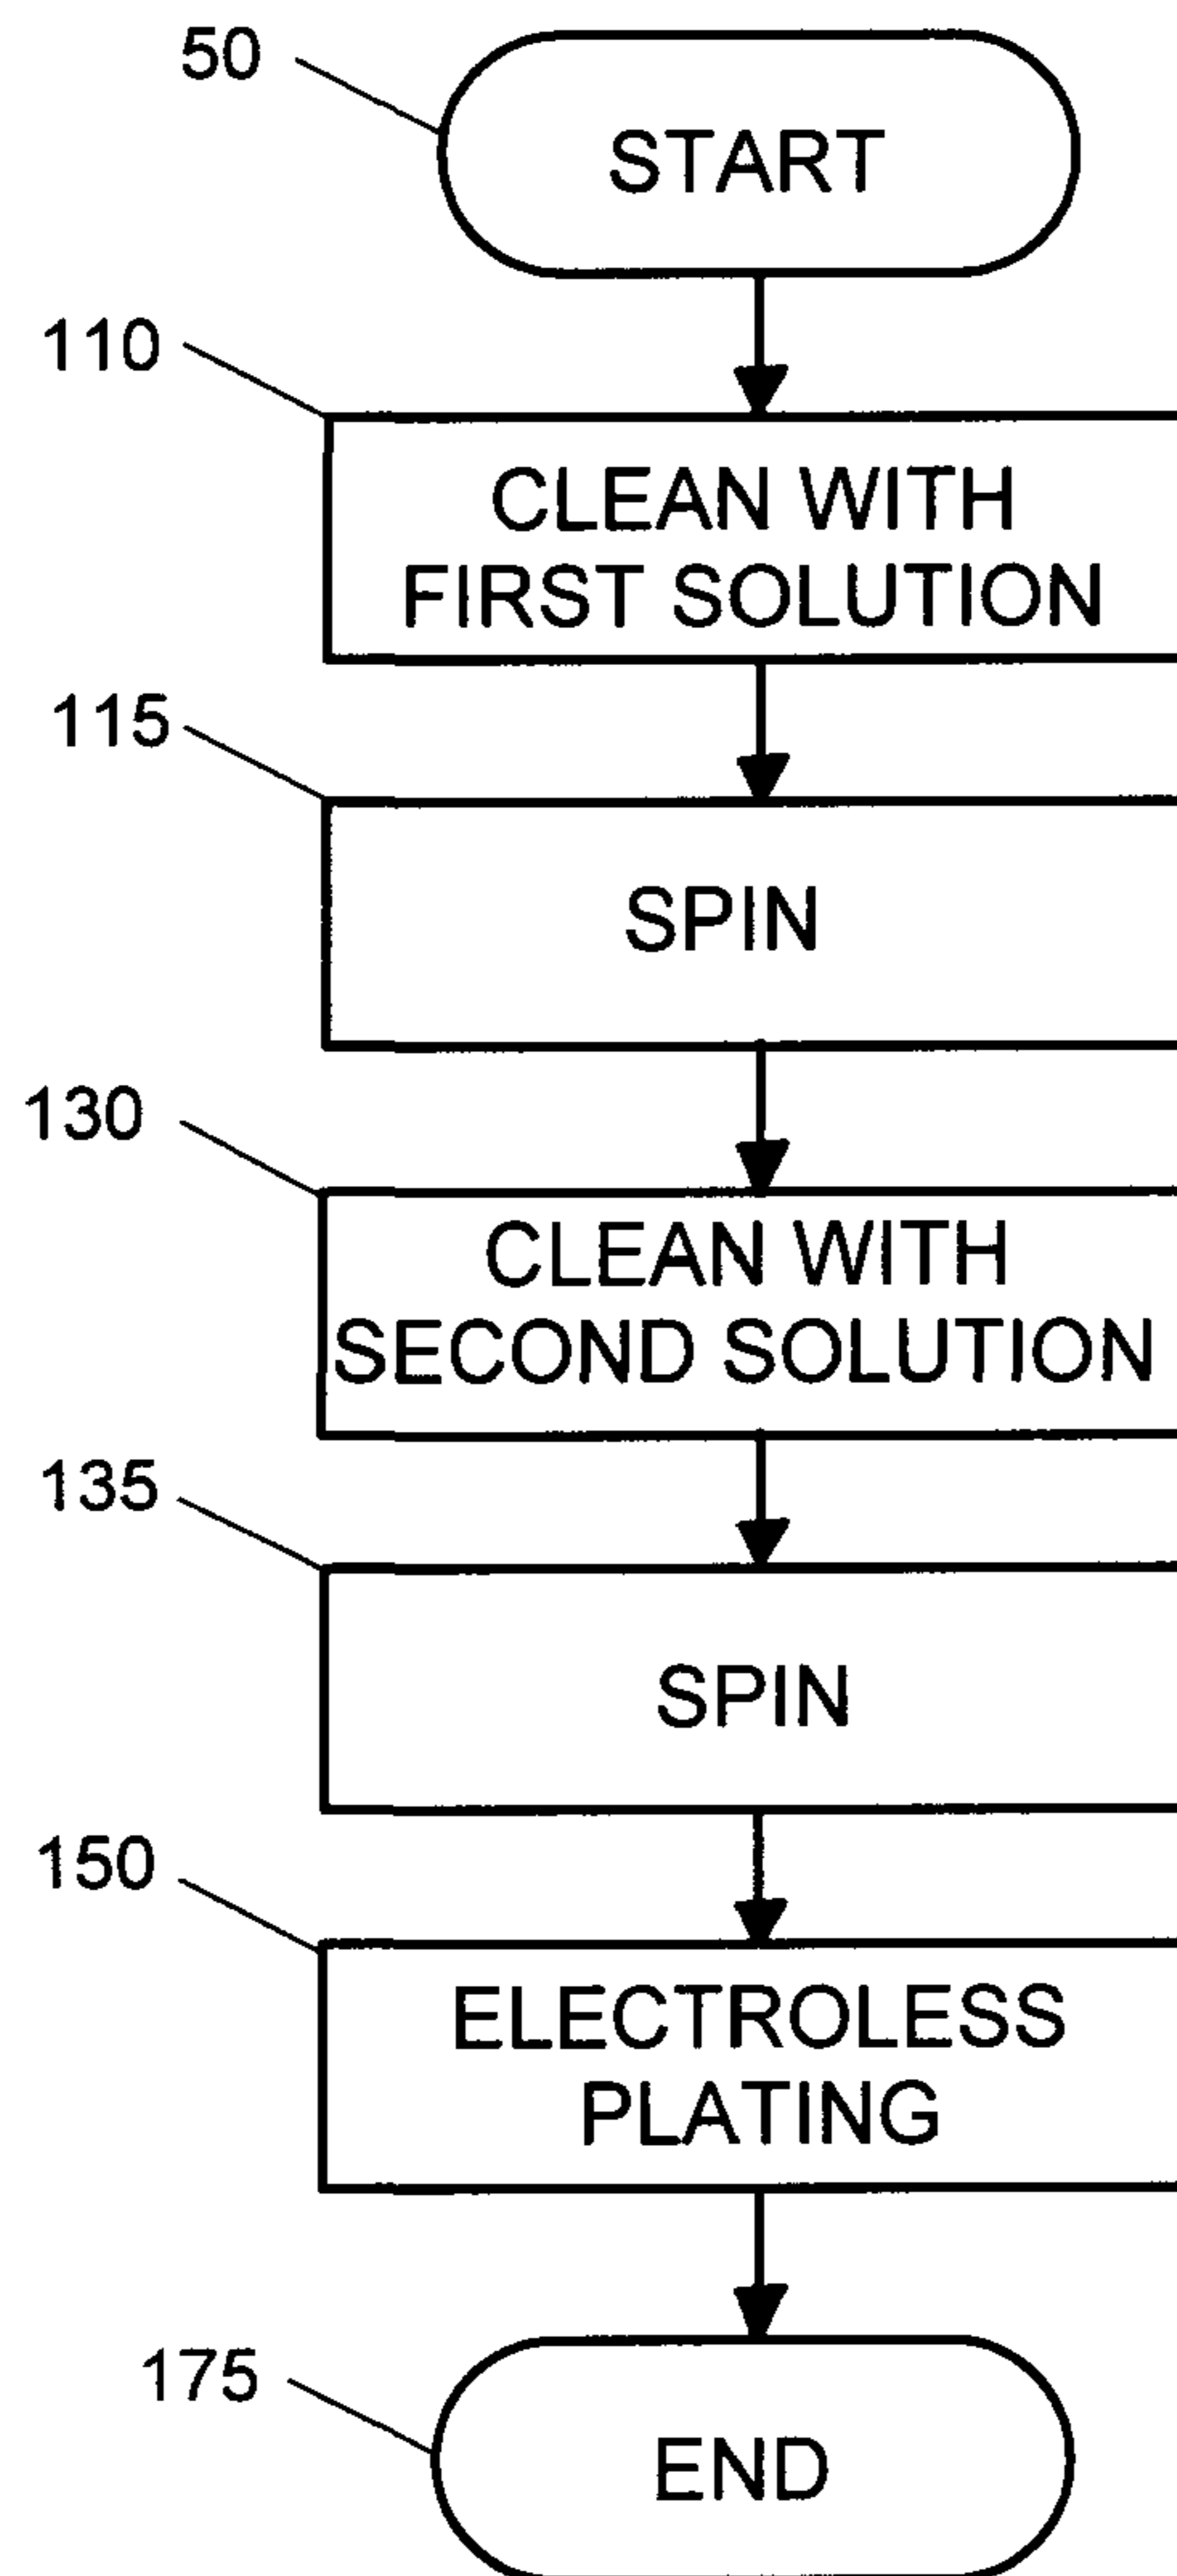 50
START
110
CLEAN WITH
FIRST SOLUTION
115
SPIN
130
CLEAN WITH
SECOND SOLUTION
135
SPIN
150
ELECTROLESS
PLATING
175
END